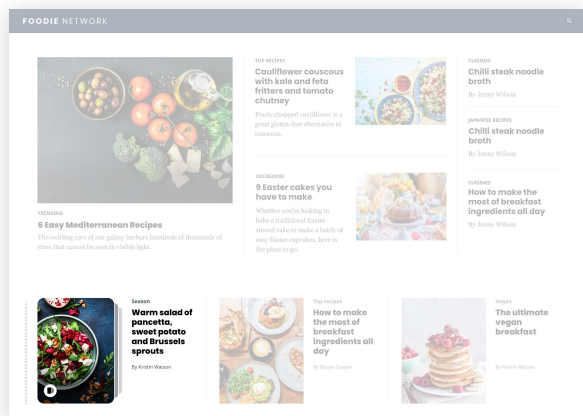 FOODIE NETWORK
TRENDING
6 Easy Mediterranean Recipes
The swirling core of our galaxy harbors hundreds of thousands of
stars that cannot be seen in visible light.
TOP RECIPES
Cauliflower couscous
with kale and feta
fritters and tomato
chutney
Finely chopped cauliflower is a
great gluten-free alternative to
couscous.
OCCASIONS
9 Easter cakes you
have to make
Whether you're looking to
bake a traditional Easter
simnel cake or make a batch of
easy Easter cupcakes, here is
the place to go.
CUISINES
Chilli steak noodle
broth
By Jenny Wilson
JAPANESE RECIPES
Chilli steak noodle
broth
By Jenny Wilson
CUISINES
How to make the
most of breakfast
ingredients all day
By Jenny Wilson
Season
Warm salad of
pancetta,
sweet potato
and Brussels
sprouts
By Kristin Watson
Top recipes
How to make
the most of
breakfast
ingredients all
day
By Bessie Cooper
Vegan
The ultimate
vegan
breakfast
By Kristin Watson